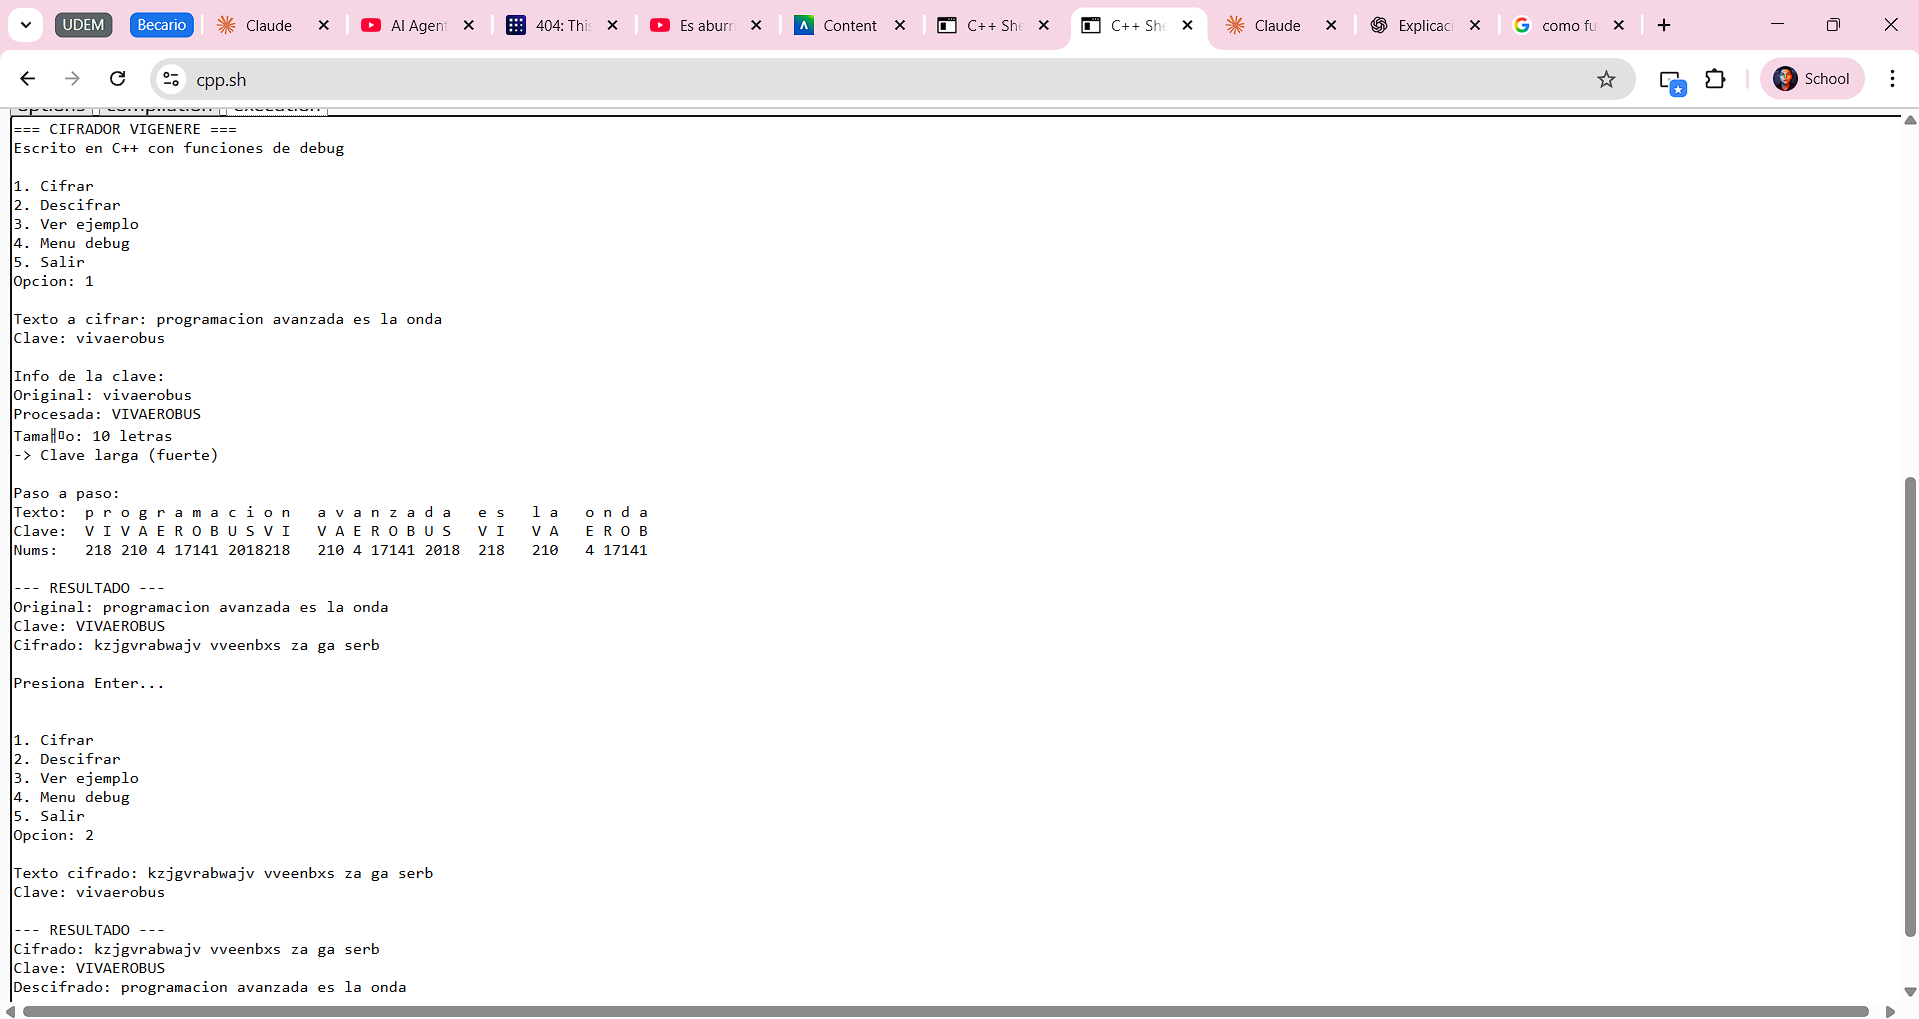 UDEM Becario Claude AI Agent 404: This Es aburri Content C++ She C++ She Claude Explicaci como fu
cpp.sh School
options compilation execution
=== CIFRADOR VIGENERE ===
Escrito en C++ con funciones de debug
1. Cifrar
2. Descifrar
3. Ver ejemplo
4. Menu debug
5. Salir
Opcion: 1
Texto a cifrar: programacion avanzada es la onda
Clave: vivaerobus
Info de la clave:
Original: vivaerobus
Procesada: VIVAEROBUS
Tama╟▯o: 10 letras
-> Clave larga (fuerte)
Paso a paso:
Texto:  p r o g r a m a c i o n   a v a n z a d a   e s   l a   o n d a
Clave:  V I V A E R O B U S V I   V A E R O B U S   V I   V A   E R O B
Nums:   218 210 4 17141 2018218   210 4 17141 2018  218   210   4 17141
--- RESULTADO ---
Original: programacion avanzada es la onda
Clave: VIVAEROBUS
Cifrado: kzjgvrabwajv vveenbxs za ga serb
Presiona Enter...
1. Cifrar
2. Descifrar
3. Ver ejemplo
4. Menu debug
5. Salir
Opcion: 2
Texto cifrado: kzjgvrabwajv vveenbxs za ga serb
Clave: vivaerobus
--- RESULTADO ---
Cifrado: kzjgvrabwajv vveenbxs za ga serb
Clave: VIVAEROBUS
Descifrado: programacion avanzada es la onda